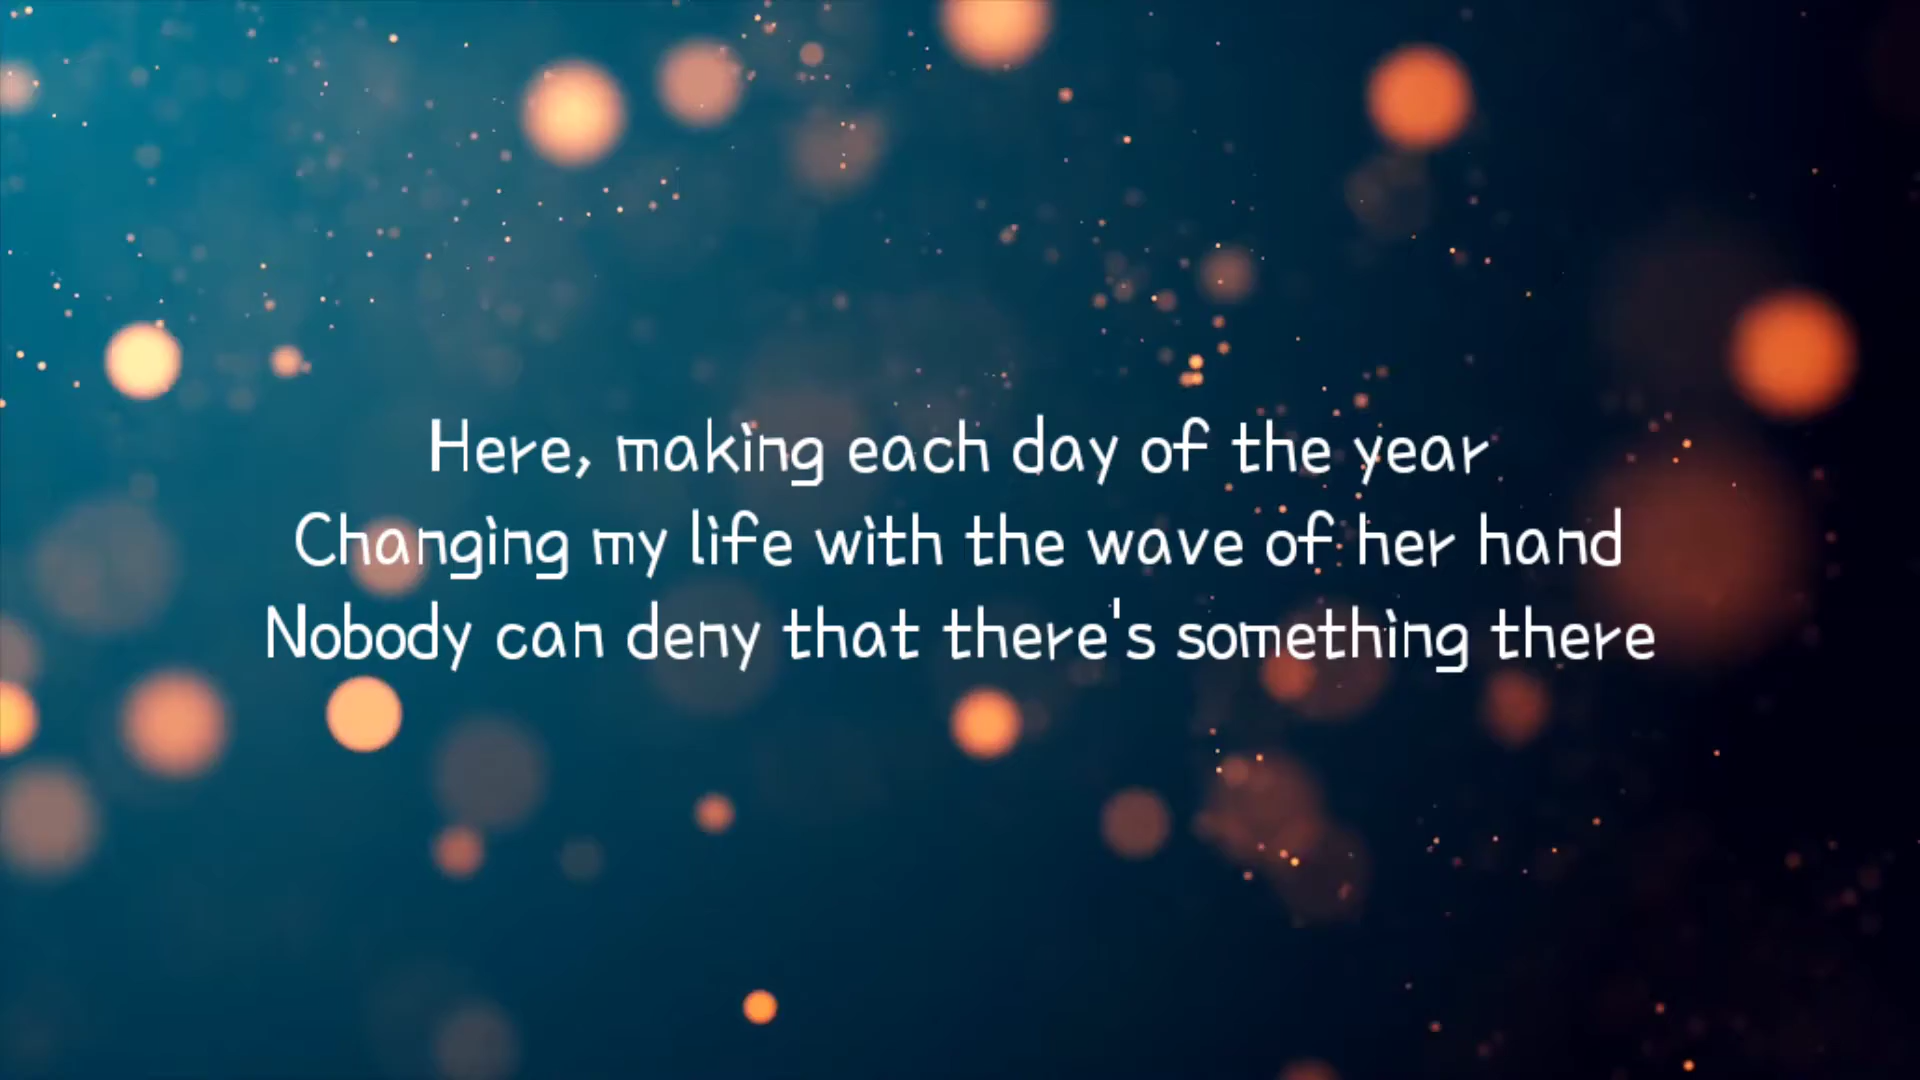 Here, making each day of the year
Changing my life with the wave of her hand
Nobody can deny that there's something there